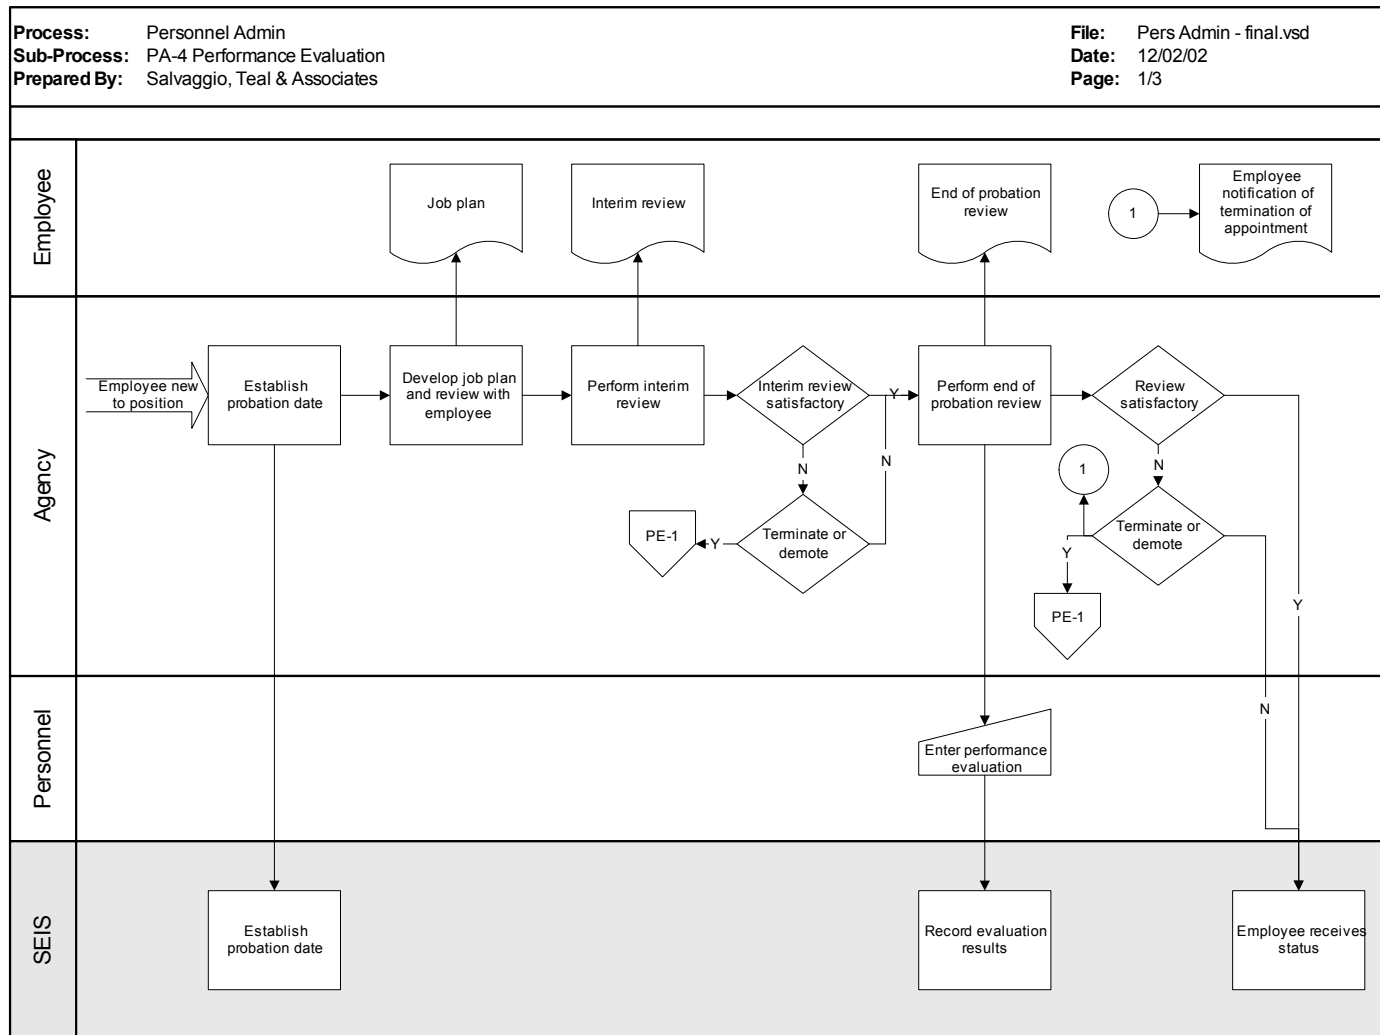 Process: Personnel Admin
Sub-Process: PA-4 Performance Evaluation
Prepared By: Salvaggio, Teal & Associates
File: Pers Admin - final.vsd
Date: 12/02/02
Page: 1/3
Employee
Job plan
Interim review
End of probation
review
1
Employee
notification of
termination of
appointment
Agency
Employee new
to position
Establish
probation date
Develop job plan
and review with
employee
Perform interim
review
Interim review
satisfactory
Y
N
N
Terminate or
demote
Y
PE-1
Perform end of
probation review
Review
satisfactory
N
1
Terminate or
demote
Y
PE-1
Y
N
Personnel
Enter performance
evaluation
SEIS
Establish
probation date
Record evaluation
results
Employee receives
status